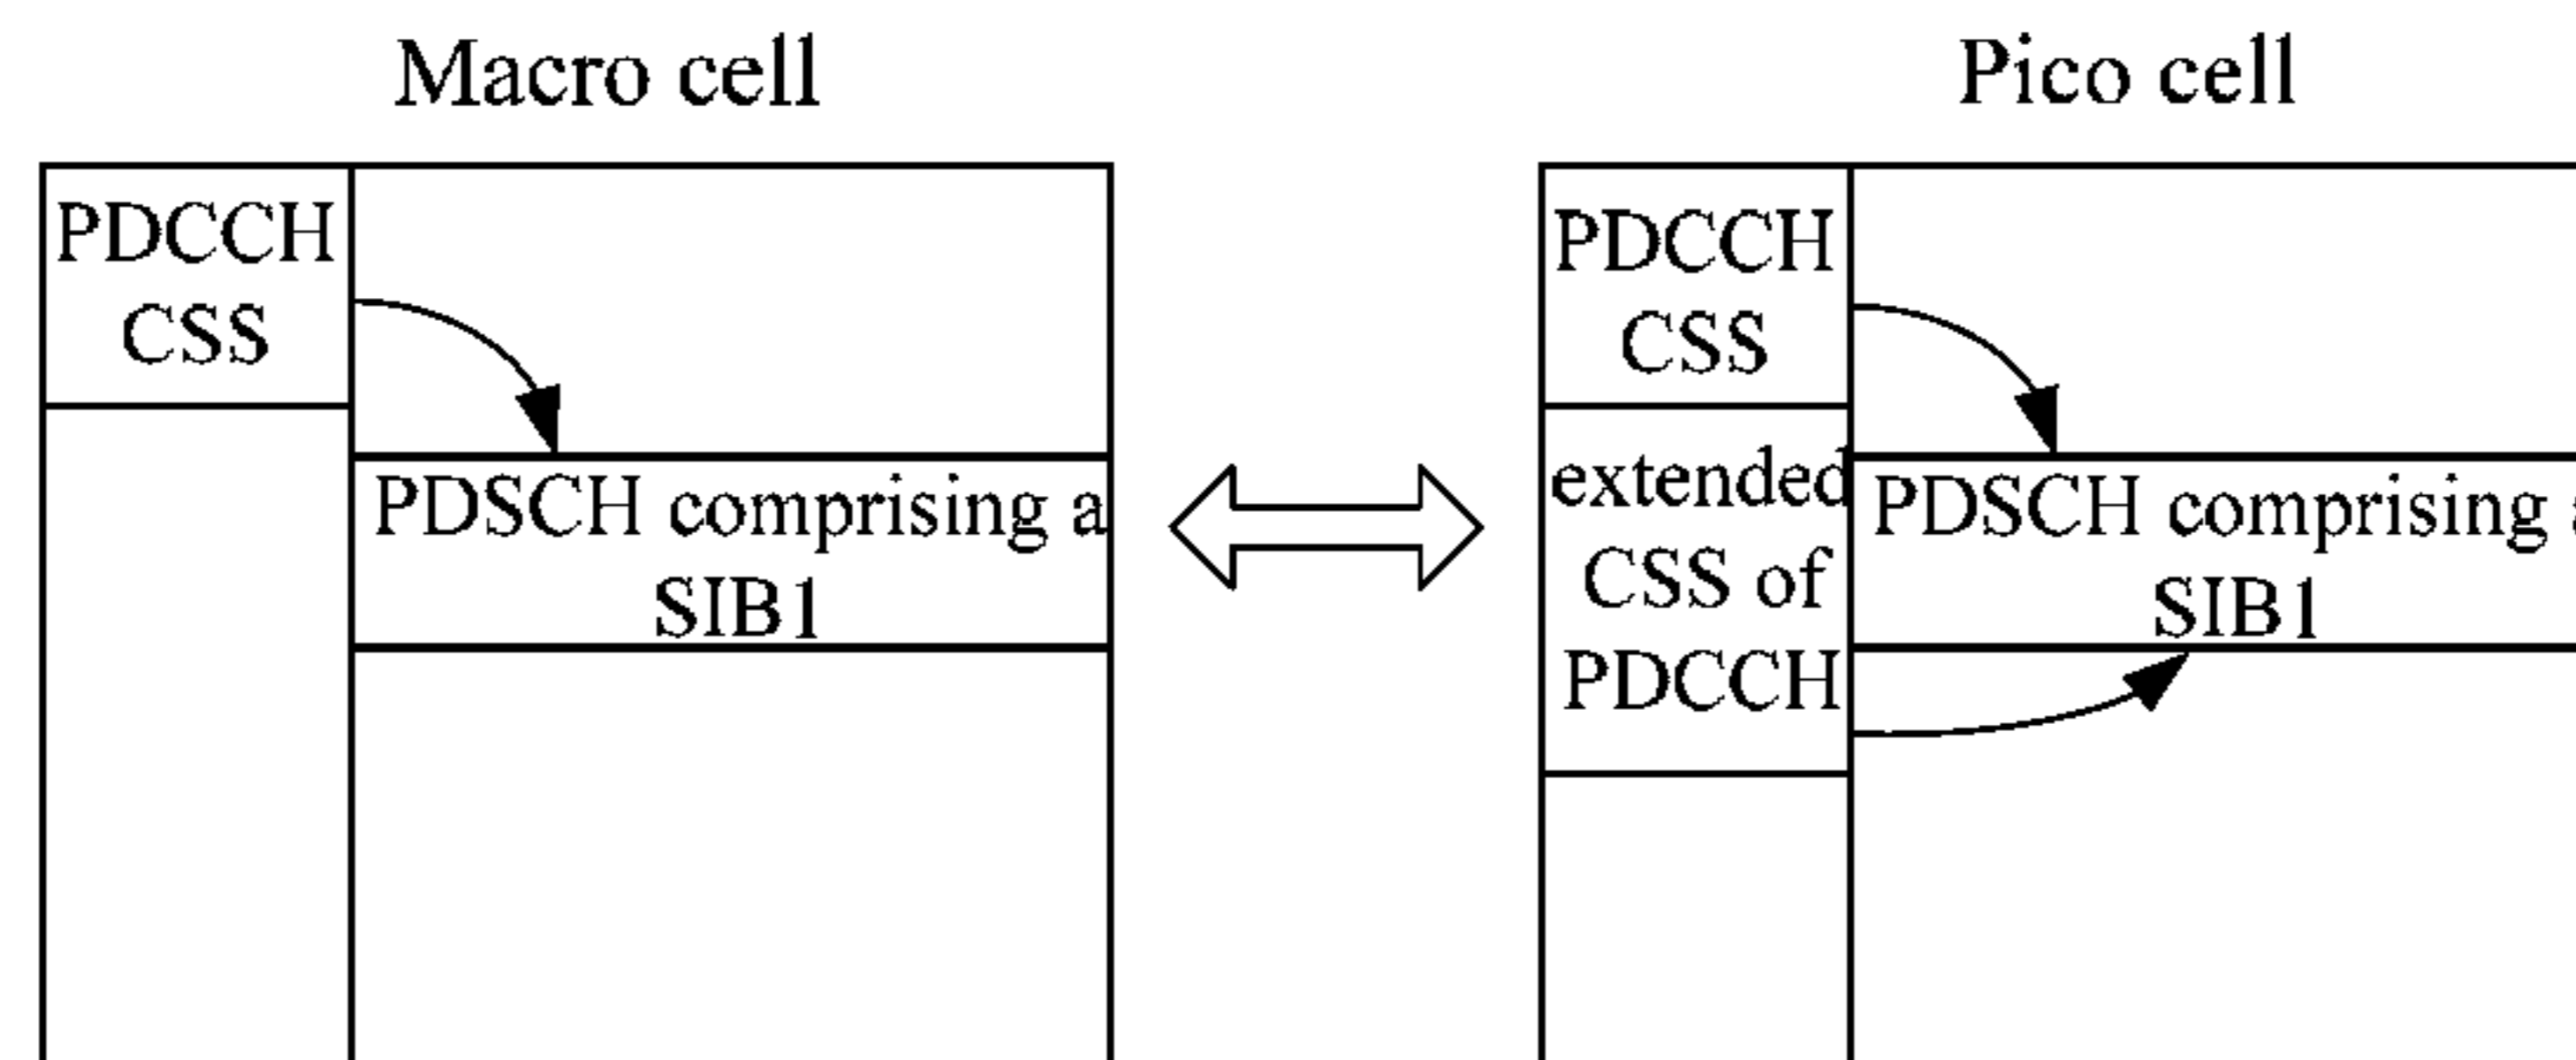 Macro cell
PDCCH
CSS
PDSCH comprising a
SIB1
Pico cell
PDCCH
CSS
extended
CSS of
PDCCH
PDSCH comprising
SIB1